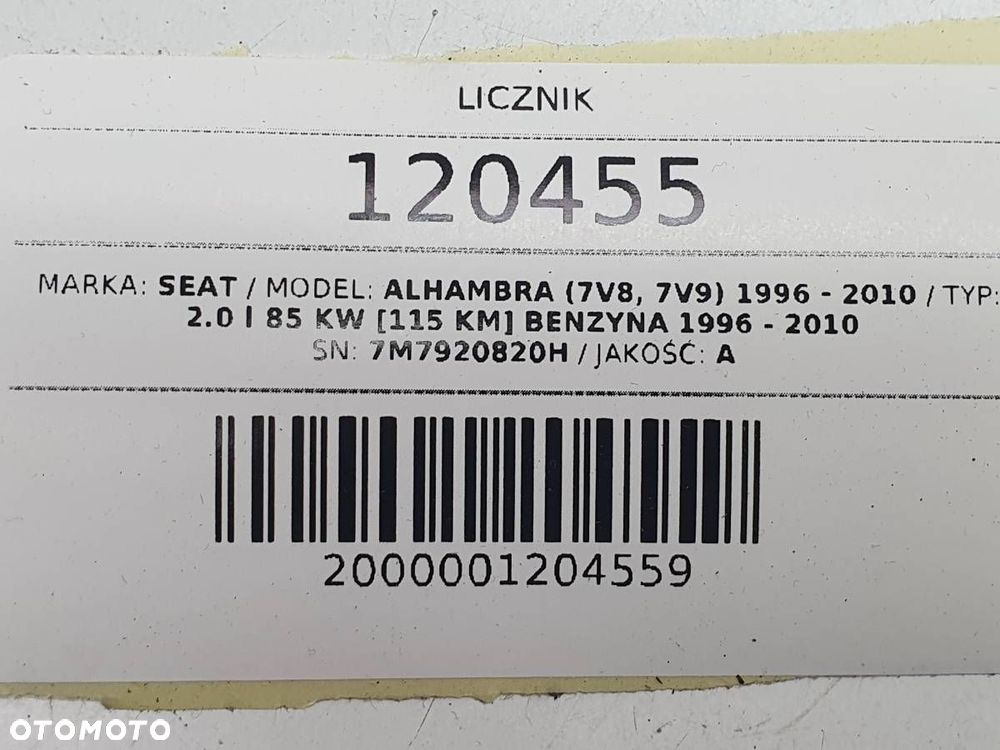 LICZNIK
120455
MARKA: SEAT / MODEL: ALHAMBRA (7V8, 7V9) 1996 - 2010 / TYP:
2.0 I 85 KW [115 KM] BENZYNA 1996 - 2010
SN: 7M7920820H / JAKOŚĆ: A
2000001204559
OTOMOTO